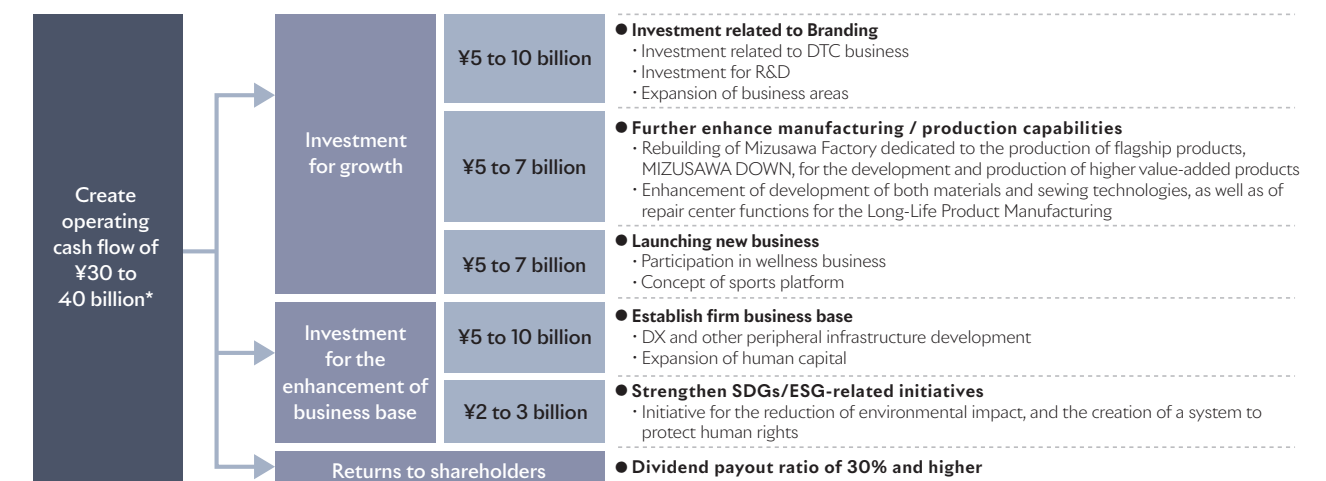 Create
operating
cash flow of
¥30 to
40 billion*
Investment
for growth
¥5 to 10 billion
● Investment related to Branding
・Investment related to DTC business
・Investment for R&D
・Expansion of business areas
¥5 to 7 billion
● Further enhance manufacturing / production capabilities
・Rebuilding of Mizusawa Factory dedicated to the production of flagship products,
MIZUSAWA DOWN, for the development and production of higher value-added products
・Enhancement of development of both materials and sewing technologies, as well as of
repair center functions for the Long-Life Product Manufacturing
¥5 to 7 billion
● Launching new business
・Participation in wellness business
・Concept of sports platform
Investment
for the
enhancement of
business base
¥5 to 10 billion
● Establish firm business base
・DX and other peripheral infrastructure development
・Expansion of human capital
¥2 to 3 billion
● Strengthen SDGs/ESG-related initiatives
・Initiative for the reduction of environmental impact, and the creation of a system to
protect human rights
Returns to shareholders
● Dividend payout ratio of 30% and higher